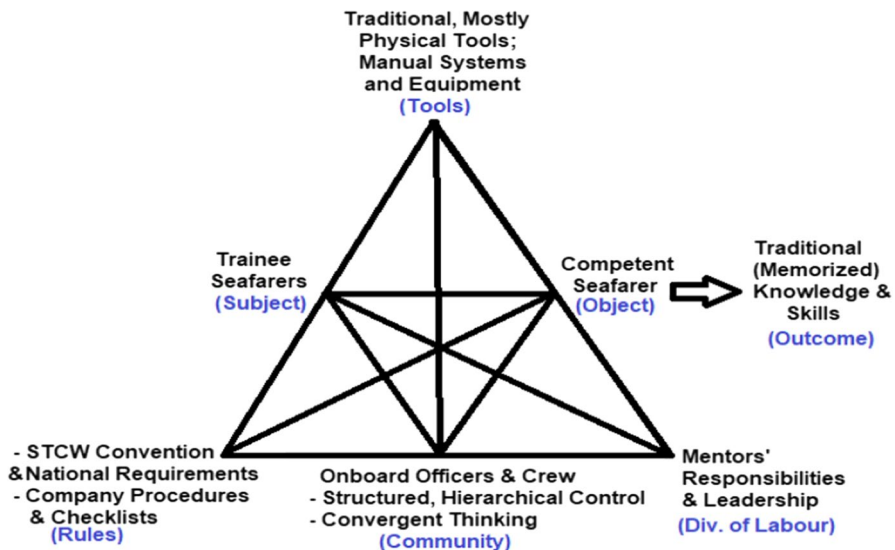 Traditional, Mostly
Physical Tools;
Manual Systems
and Equipment
(Tools)
Trainee
Seafarers
(Subject)
Competent
Seafarer
(Object)
Traditional
(Memorized)
Knowledge &
Skills
(Outcome)
- STCW Convention
& National Requirements
- Company Procedures
& Checklists
(Rules)
Onboard Officers & Crew
- Structured, Hierarchical Control
- Convergent Thinking
(Community)
Mentors'
Responsibilities
& Leadership
(Div. of Labour)